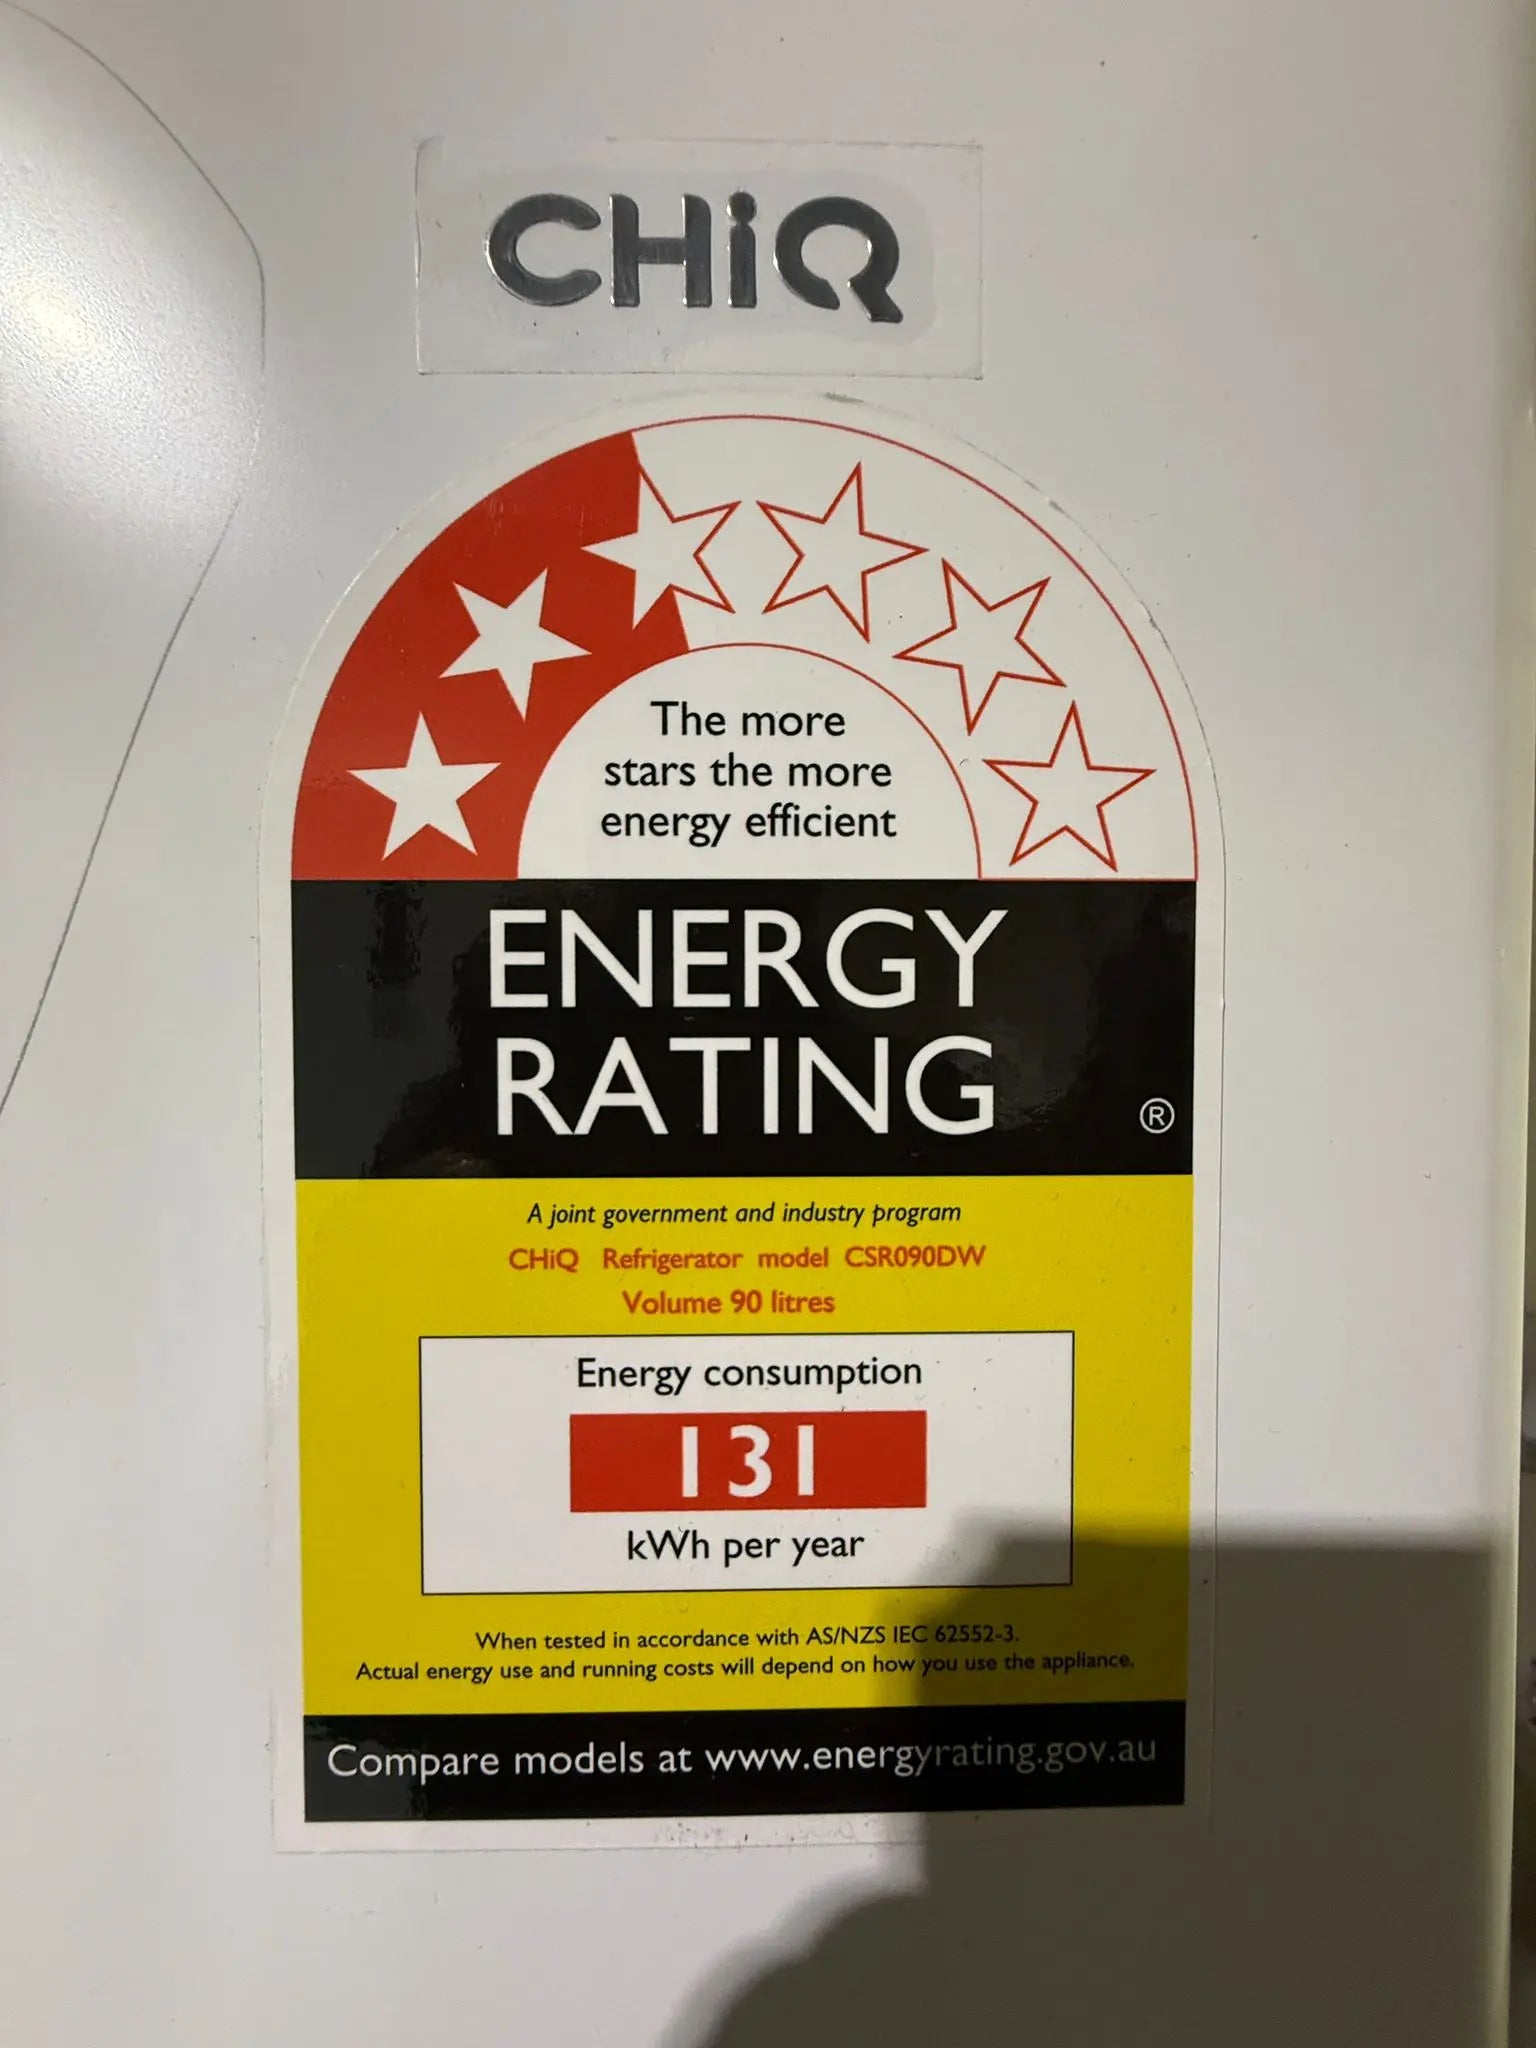 CHiQ
The more
stars the more
energy efficient
ENERGY
RATING
®
A joint government and industry program
CHiQ Refrigerator model CSR090DW
Volume 90 litres
Energy consumption
131
kWh per year
When tested in accordance with AS/NZS IEC 62552-3.
Actual energy use and running costs will depend on how you use the appliance.
Compare models at www.energyrating.gov.au